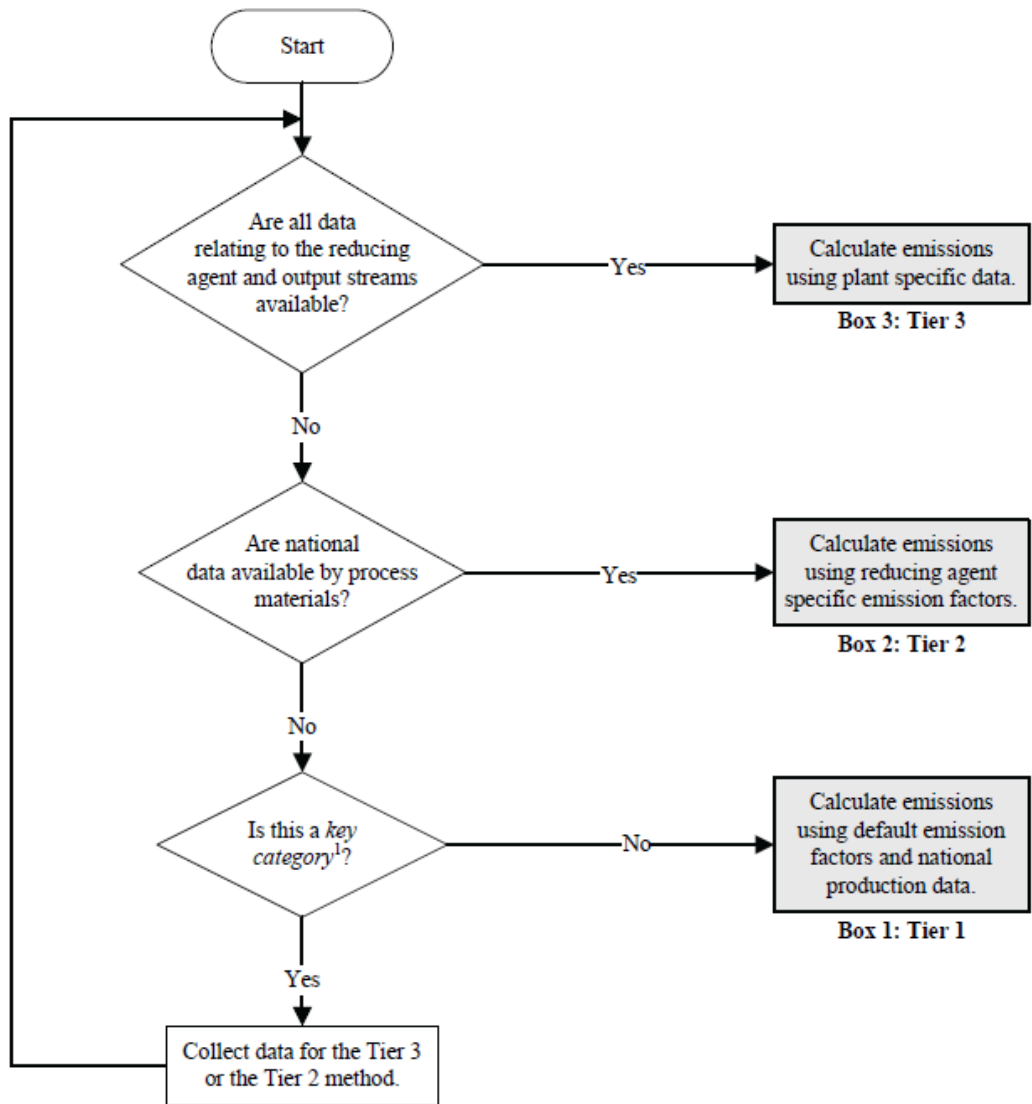 Start
Are all data
relating to the reducing
agent and output streams
available?
Yes
Calculate emissions
using plant specific data.
Box 3: Tier 3
No
Are national
data available by process
materials?
Yes
Calculate emissions
using reducing agent
specific emission factors.
Box 2: Tier 2
No
Is this a key
category¹?
No
Calculate emissions
using default emission
factors and national
production data.
Box 1: Tier 1
Yes
Collect data for the Tier 3
or the Tier 2 method.